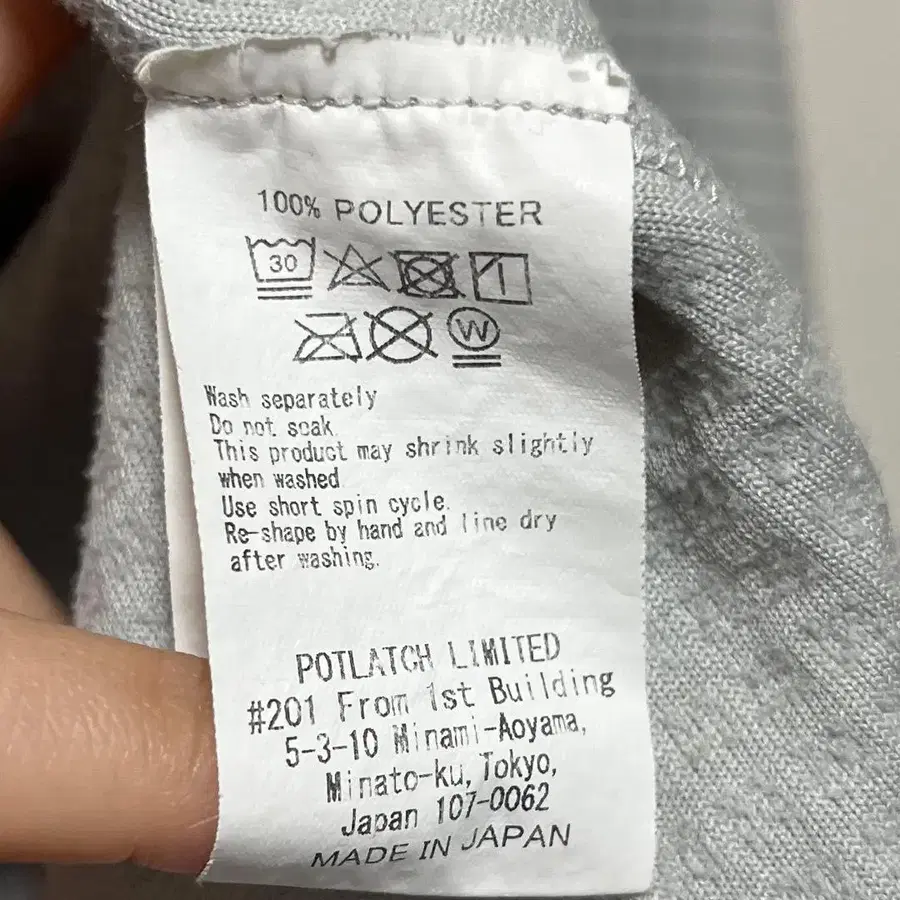 100% POLYESTER
30
W
Wash separately
Do not soak.
This product may shrink slightly
when washed.
Use short spin cycle.
Re-shape by hand and line dry
after washing.
POTLATCH LIMITED
#201 From 1st Building
5-3-10 Minami-Aoyama,
Minato-ku, Tokyo,
Japan 107-0062
MADE IN JAPAN